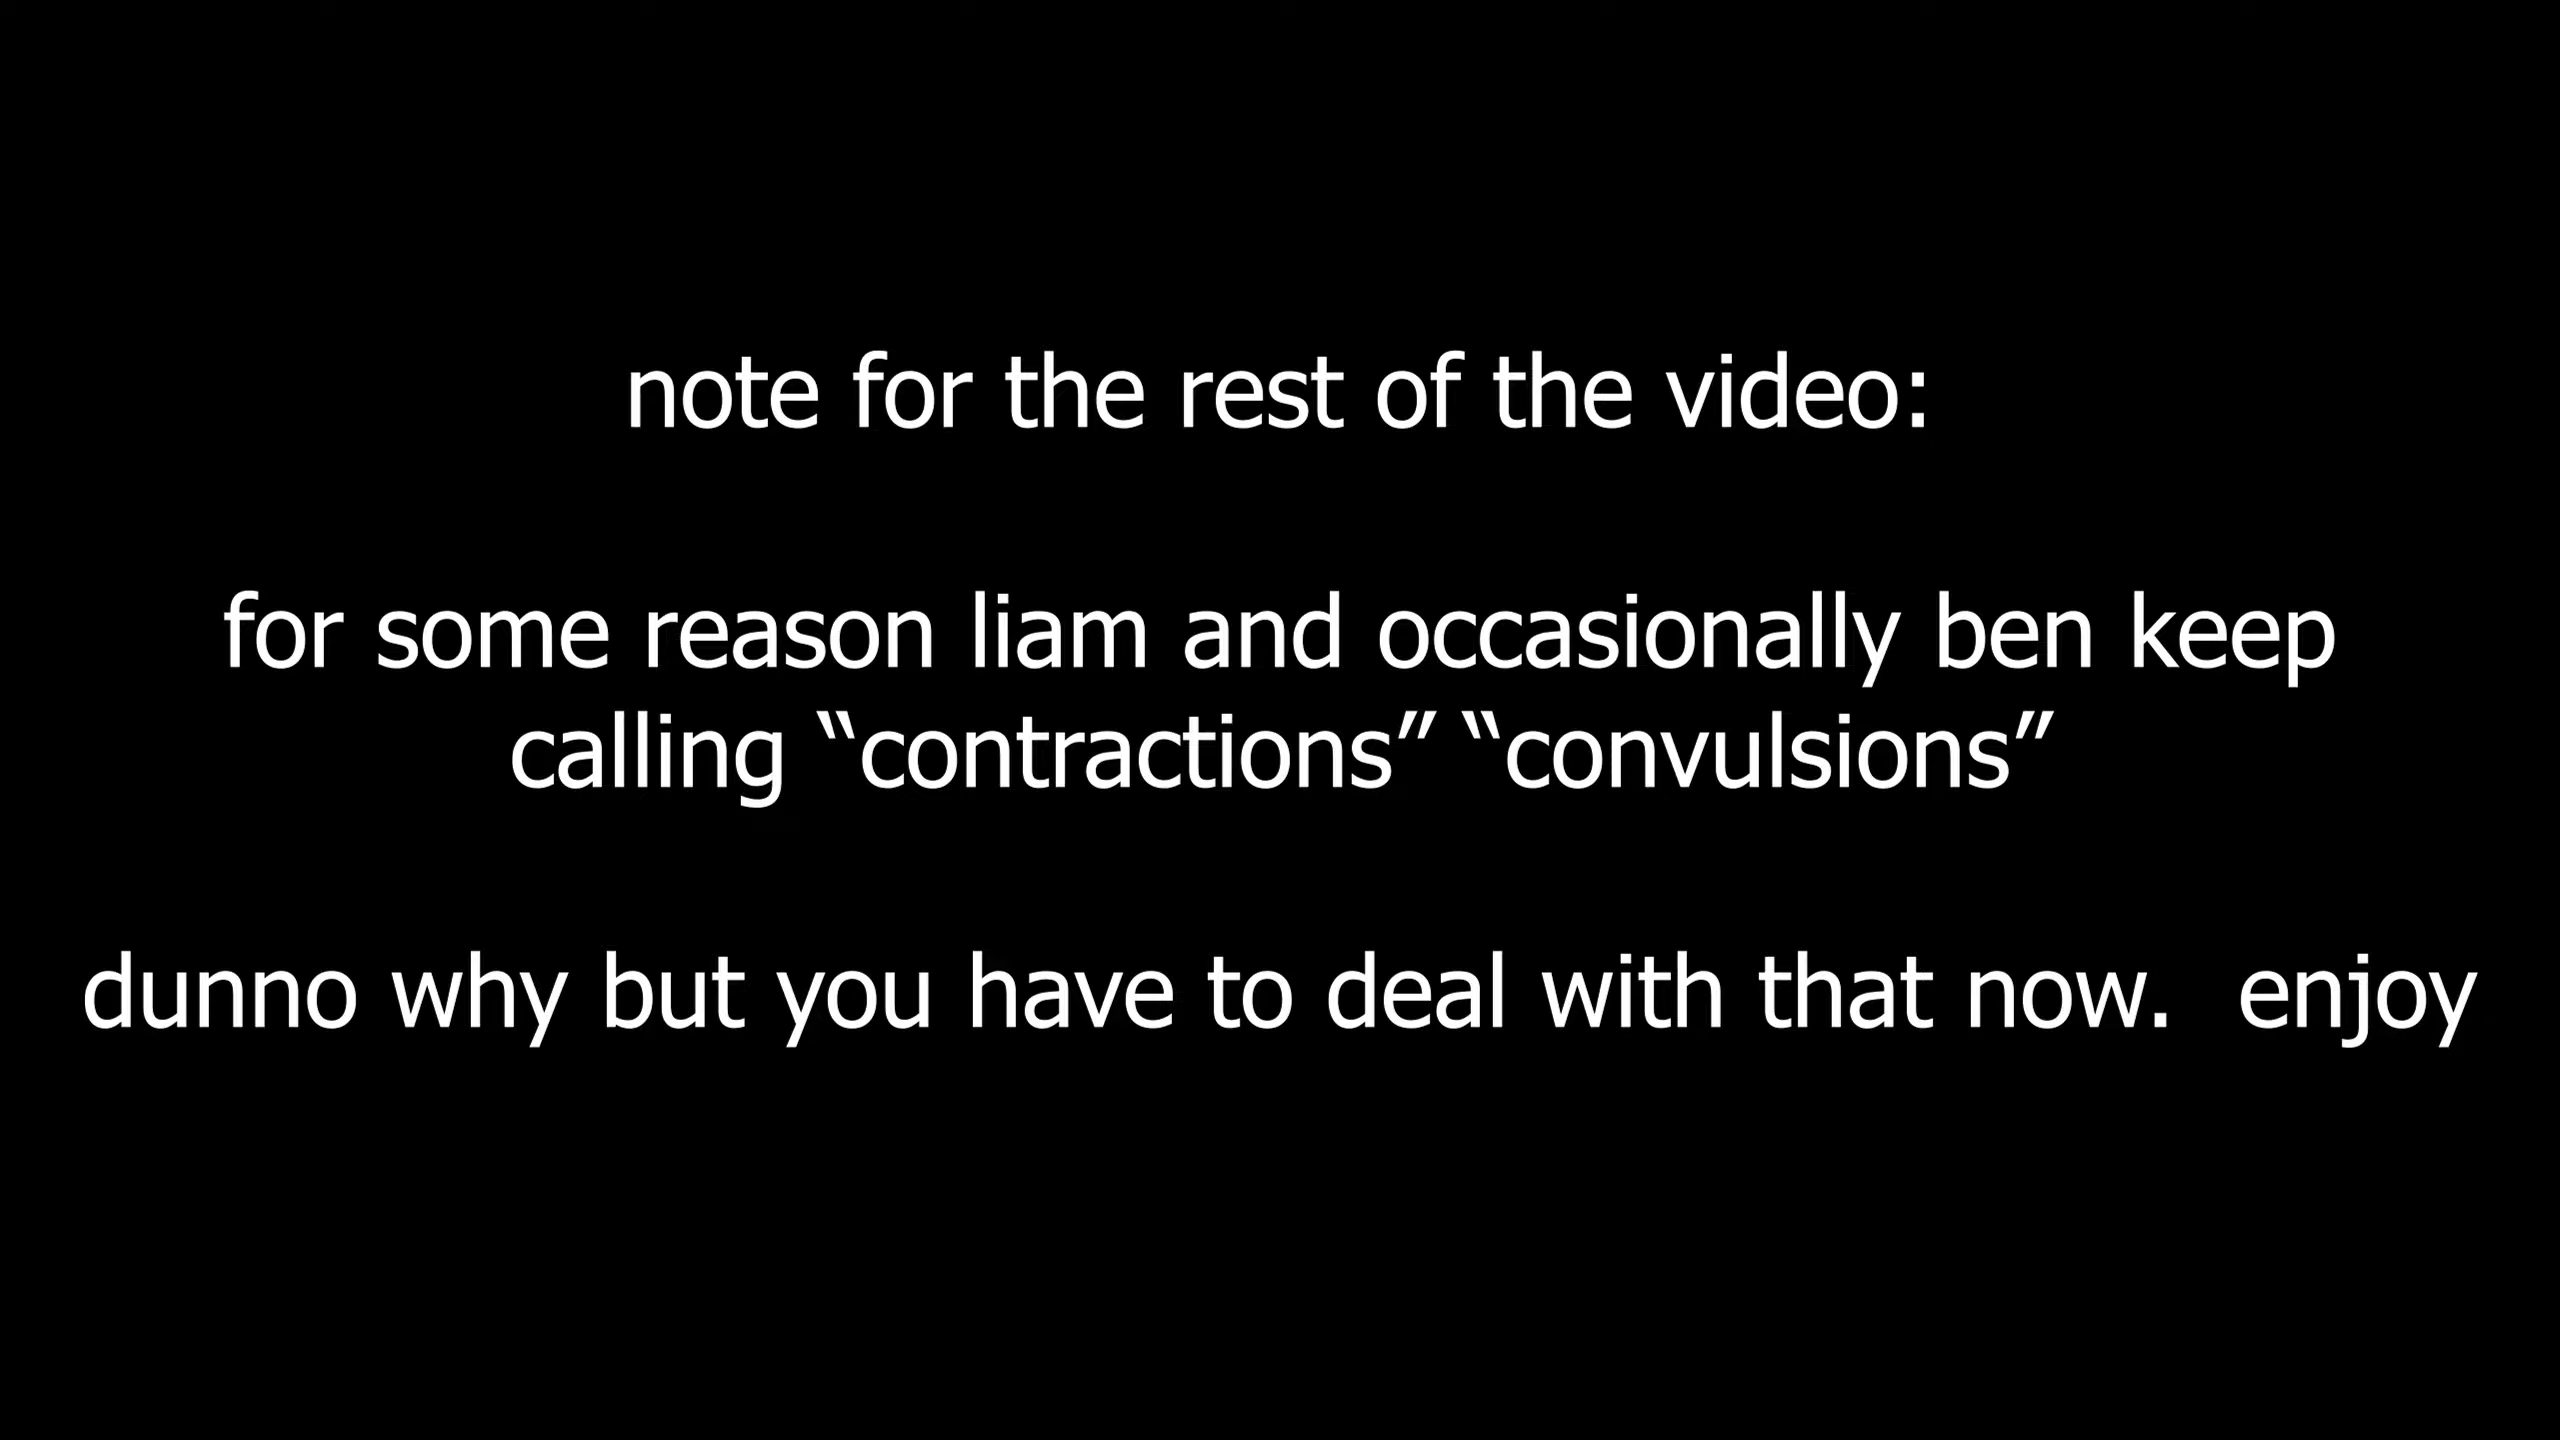 note for the rest of the video:
for some reason liam and occasionally ben keep
calling “contractions” “convulsions”
dunno why but you have to deal with that now.  enjoy